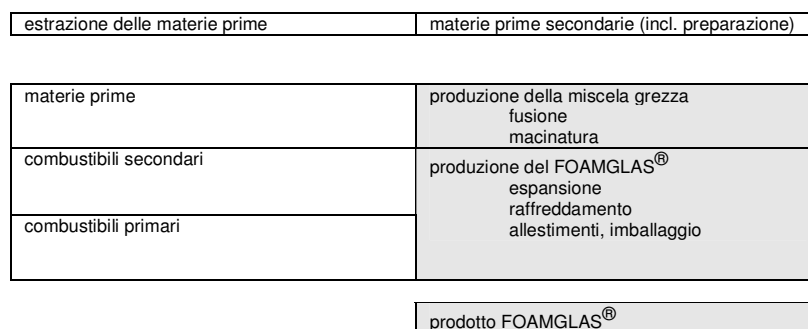 estrazione delle materie prime
materie prime secondarie (incl. preparazione)
materie prime
produzione della miscela grezza
fusione
macinatura
combustibili secondari
produzione del FOAMGLAS®
espansione
raffreddamento
allestimenti, imballaggio
combustibili primari
prodotto FOAMGLAS®